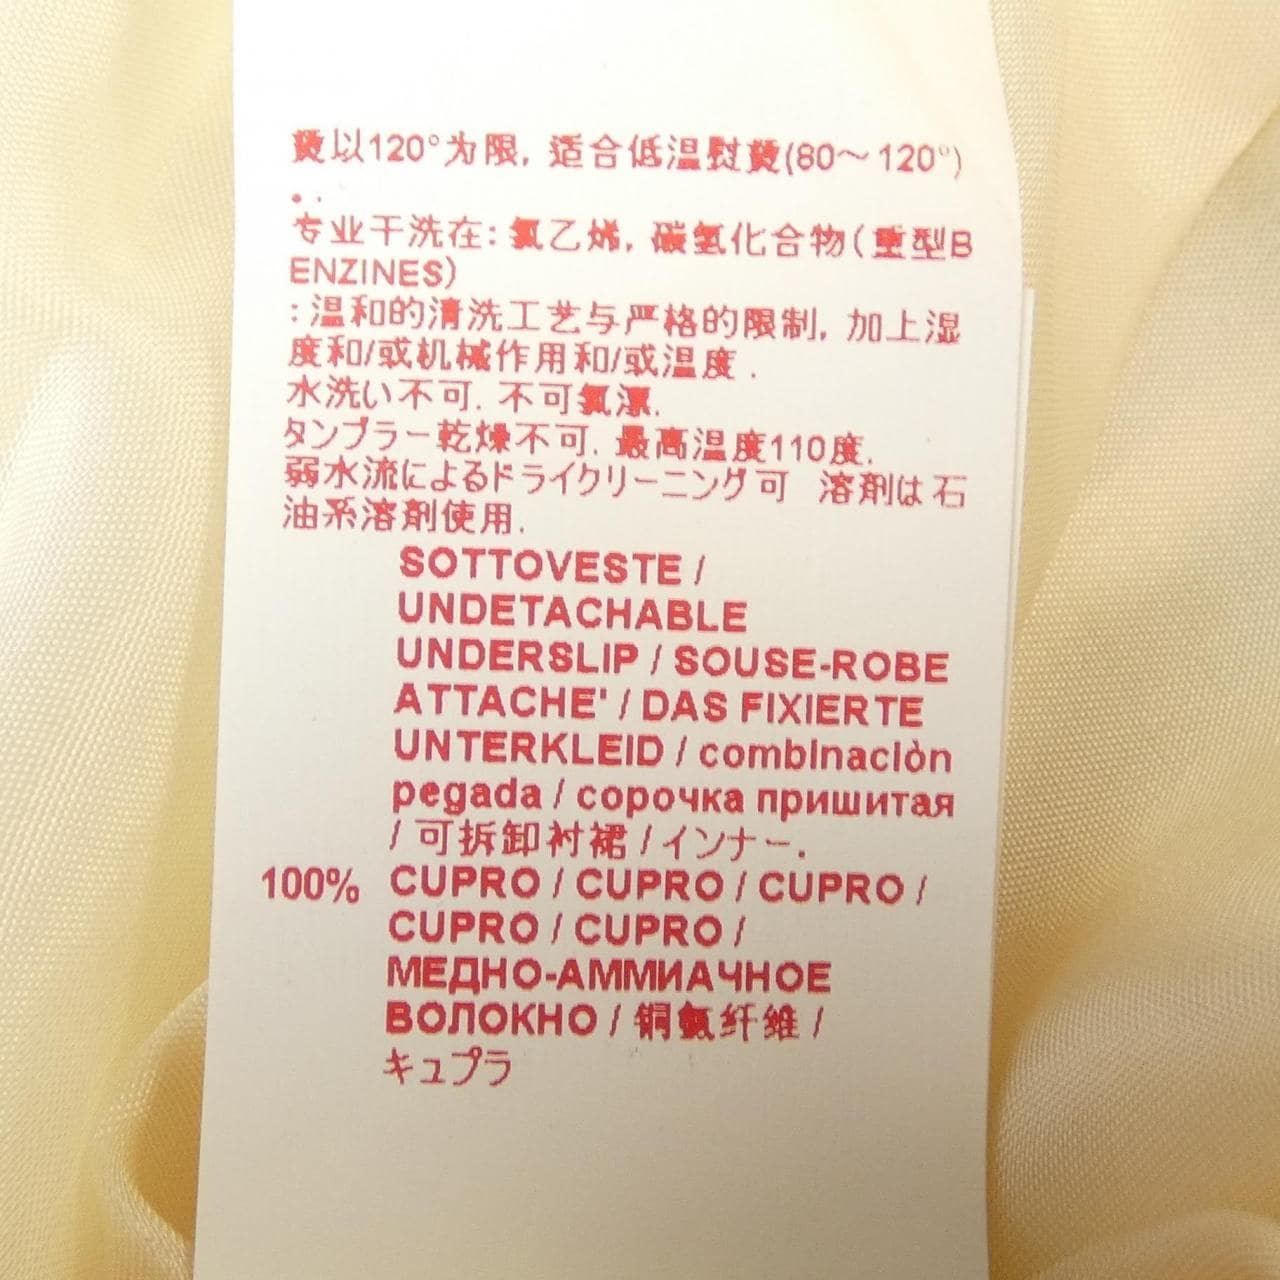 烫以120°为限, 适合低温熨烫(80～120°)
. .
专业干洗在: 氯乙烯, 碳氢化合物(重型B
ENZINES)
:温和的清洗工艺与严格的限制, 加上湿
度和/或机械作用和/或温度 .
水洗い不可. 不可氯漂.
タンブラー乾燥不可. 最高温度110度.
弱水流によるドライクリーニング可 溶剤は石
油系溶剤使用.
SOTTOVESTE /
UNDETACHABLE
UNDERSLIP / SOUSE-ROBE
ATTACHE' / DAS FIXIERTE
UNTERKLEID / combinaciòn
pegada / сорочка пришитая
/ 可拆卸衬裙 / インナー.
100% CUPRO / CUPRO / CUPRO /
CUPRO / CUPRO /
МЕДНО-АММИАЧНОЕ
ВОЛОКНО / 铜氨纤维 /
キュプラ